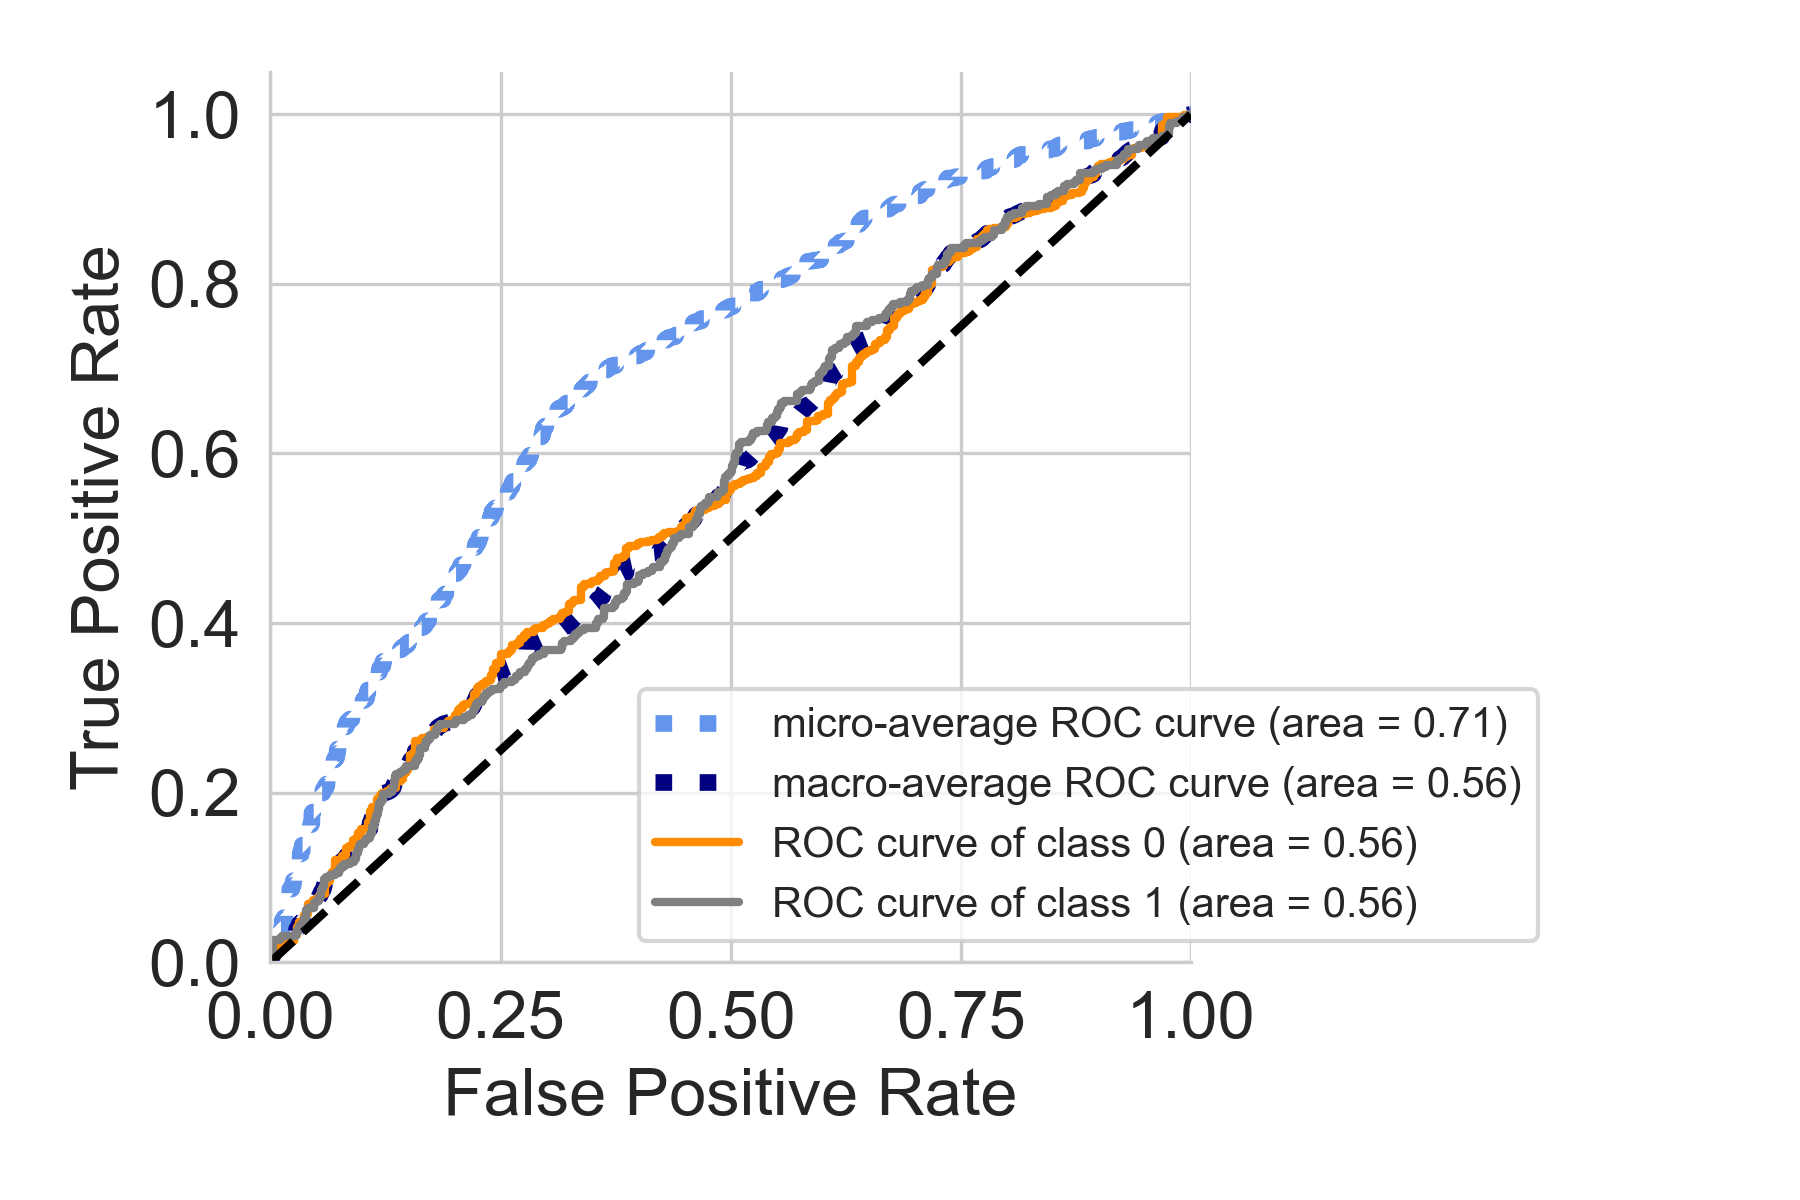 True Positive Rate
1.0
0.8
0.6
0.4
0.2
0.0
micro-average ROC curve (area = 0.71)
macro-average ROC curve (area = 0.56)
ROC curve of class 0 (area = 0.56)
ROC curve of class 1 (area = 0.56)
0.00 0.25 0.50 0.75 1.00
False Positive Rate